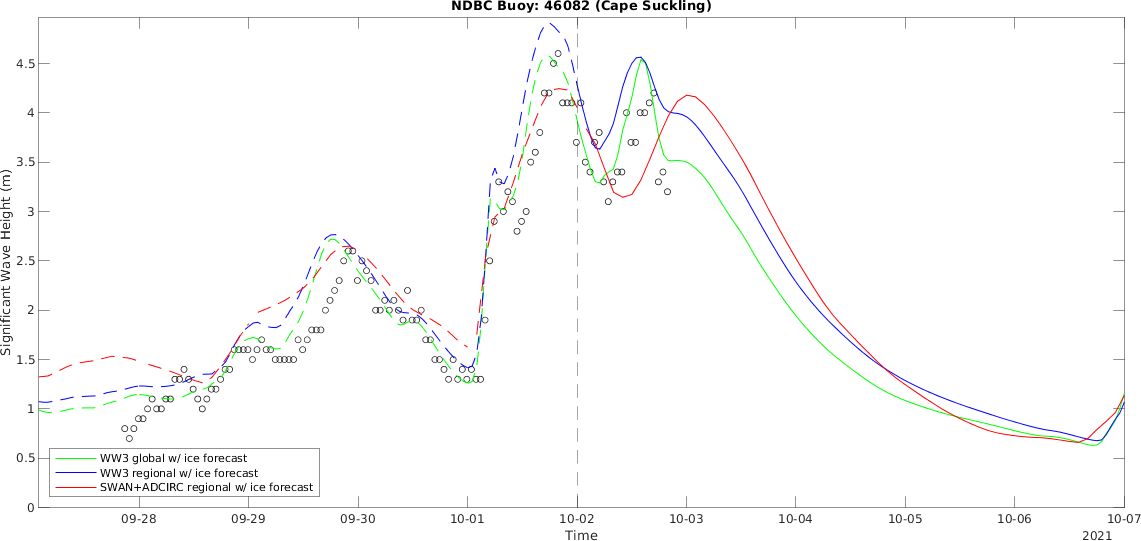 NDBC Buoy: 46082 (Cape Suckling)
Significant Wave Height (m)
4.5
4
3.5
3
2.5
2
1.5
1
0.5
0
WW3 global w/ ice forecast
WW3 regional w/ ice forecast
SWAN+ADCIRC regional w/ ice forecast
09-28 09-29 09-30 10-01 10-02 10-03 10-04 10-05 10-06 10-07
Time
2021